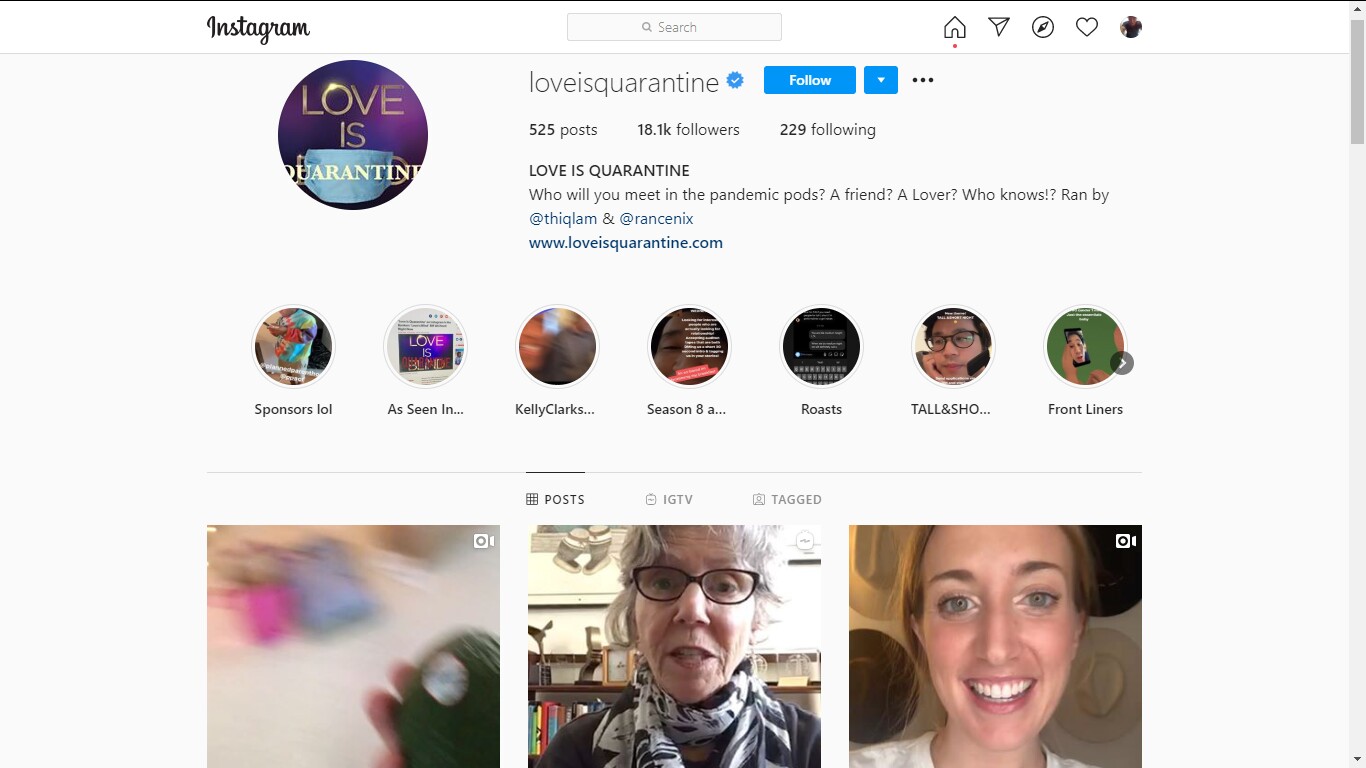 Instagram
Search
LOVE
IS
QUARANTINE
loveisquarantine
Follow
525 posts 18.1k followers 229 following
LOVE IS QUARANTINE
Who will you meet in the pandemic pods? A friend? A Lover? Who knows!? Ran by
@thiqlam & @rancenix
www.loveisquarantine.com
LOVE
IS
Sponsors lol As Seen In... KellyClarks... Season 8 a... Roasts TALL&SHO... Front Liners
POSTS IGTV TAGGED